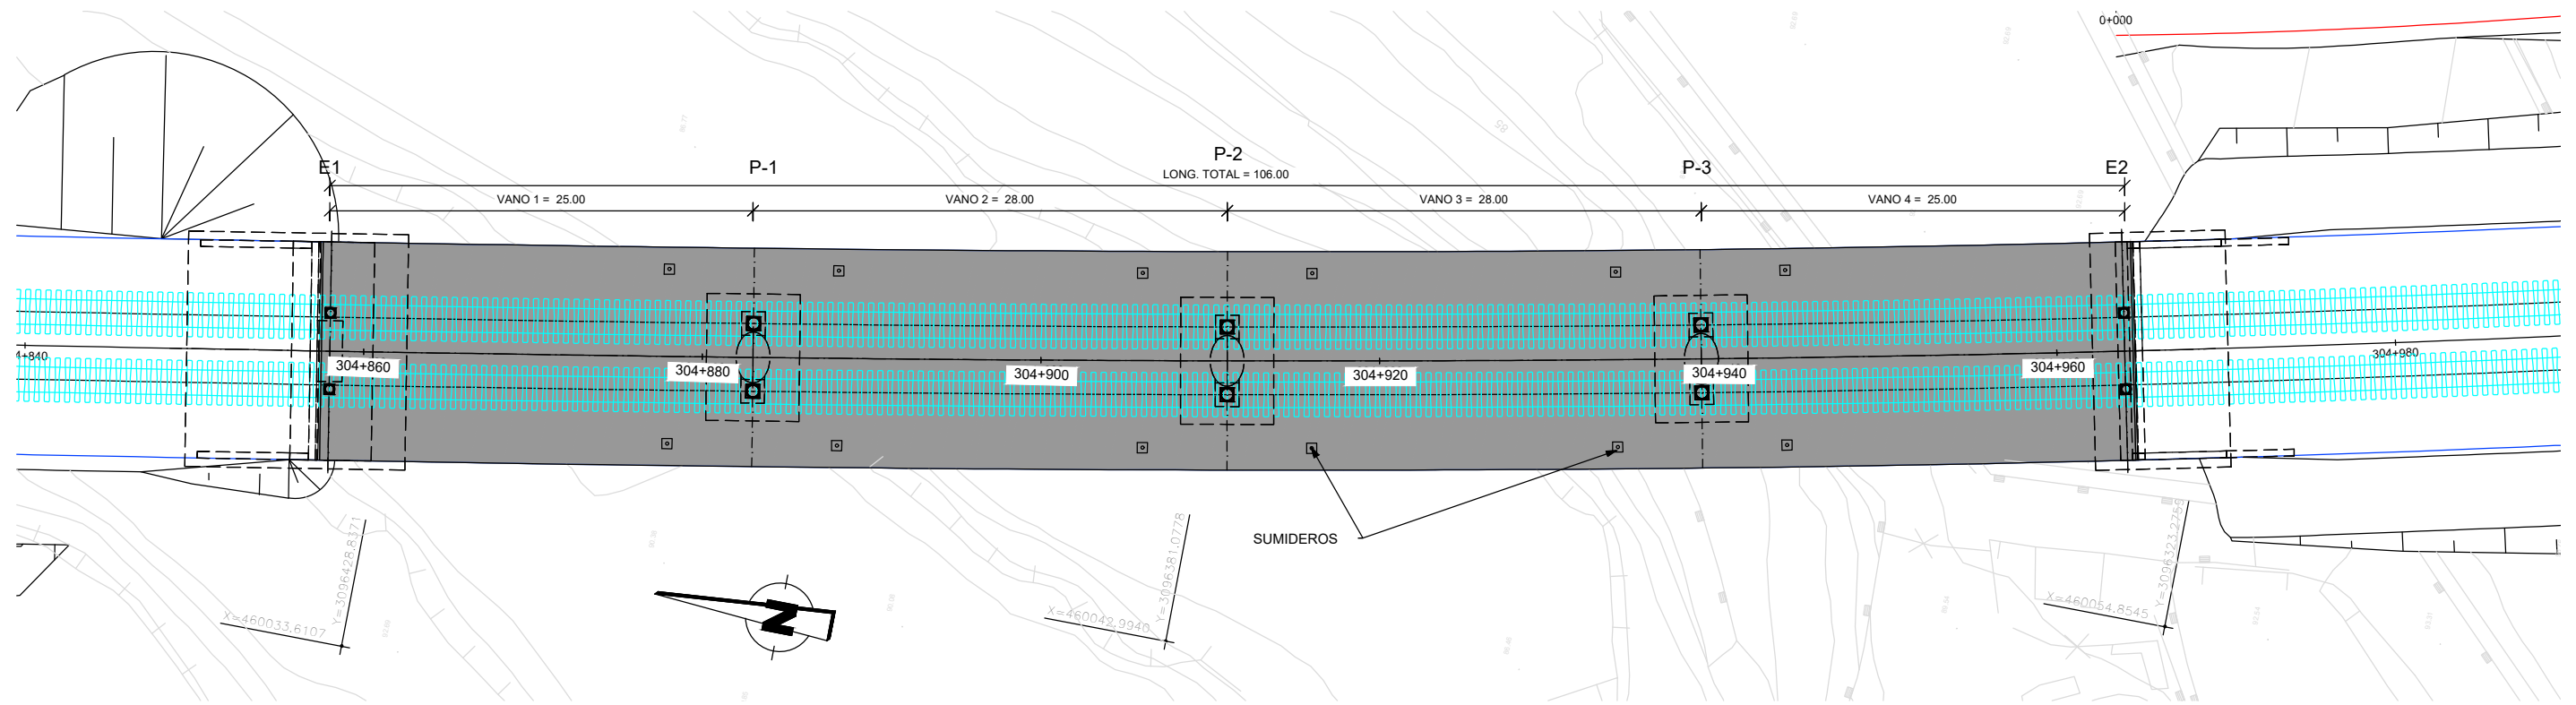 0+000
E1
P-1
P-2
P-3
E2
LONG. TOTAL = 106.00
VANO 1 = 25.00
VANO 2 = 28.00
VANO 3 = 28.00
VANO 4 = 25.00
85
4+840
304+860
304+880
304+900
304+920
304+940
304+960
304+980
SUMIDEROS
N
X=460033.6107
Y=3096428.8371
X=460042.9940
Y=3096381.0778
X=460054.8545
Y=3096323.2755